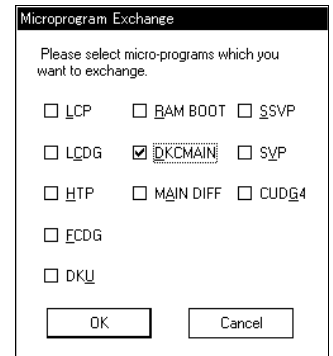 Microprogram Exchange
Please select micro-programs which you
want to exchange.
LCP RAM BOOT SSVP
LCDG DKCMAIN SVP
HTP MAIN DIFF CUDG4
FCDG
DKU
OK Cancel